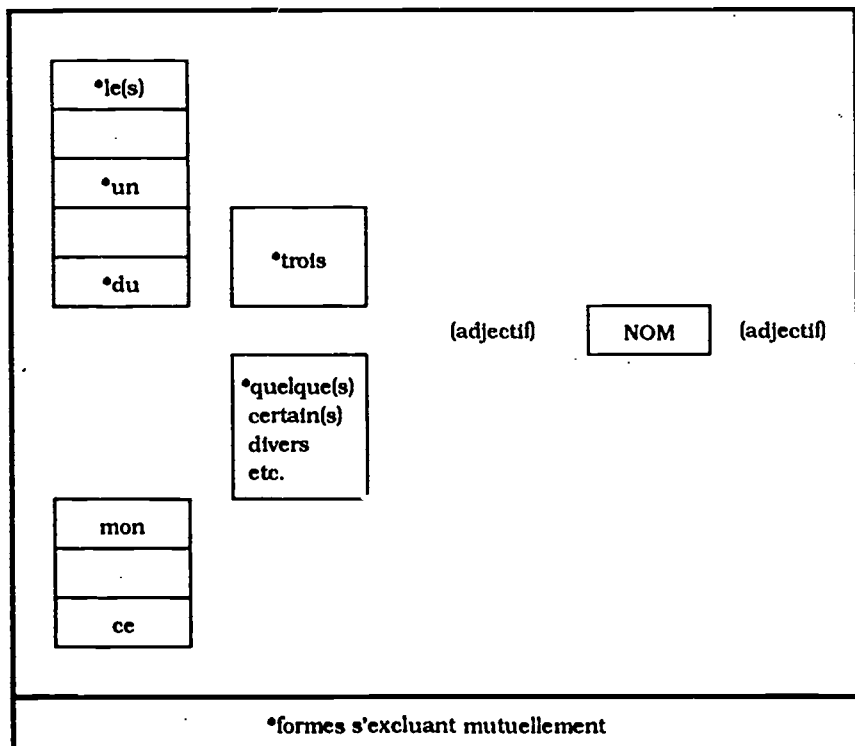 *le(s)
*un
*du
*trois
(adjectif) NOM (adjectif)
*quelque(s)
certain(s)
divers
etc.
mon
ce
*formes s'excluant mutuellement